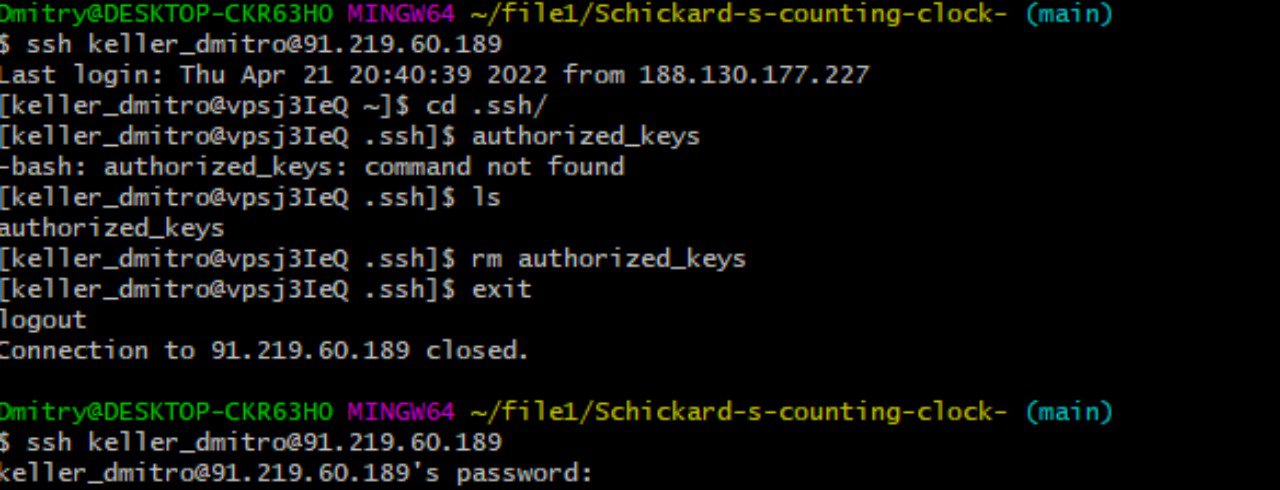 Dmitry@DESKTOP-CKR63HO MINGW64 ~/file1/Schickard-s-counting-clock- (main)
$ ssh keller_dmitro@91.219.60.189
Last login: Thu Apr 21 20:40:39 2022 from 188.130.177.227
[keller_dmitro@vpsj3IeQ ~]$ cd .ssh/
[keller_dmitro@vpsj3IeQ .ssh]$ authorized_keys
-bash: authorized_keys: command not found
[keller_dmitro@vpsj3IeQ .ssh]$ ls
authorized_keys
[keller_dmitro@vpsj3IeQ .ssh]$ rm authorized_keys
[keller_dmitro@vpsj3IeQ .ssh]$ exit
logout
Connection to 91.219.60.189 closed.
Dmitry@DESKTOP-CKR63HO MINGW64 ~/file1/Schickard-s-counting-clock- (main)
$ ssh keller_dmitro@91.219.60.189
keller_dmitro@91.219.60.189's password: